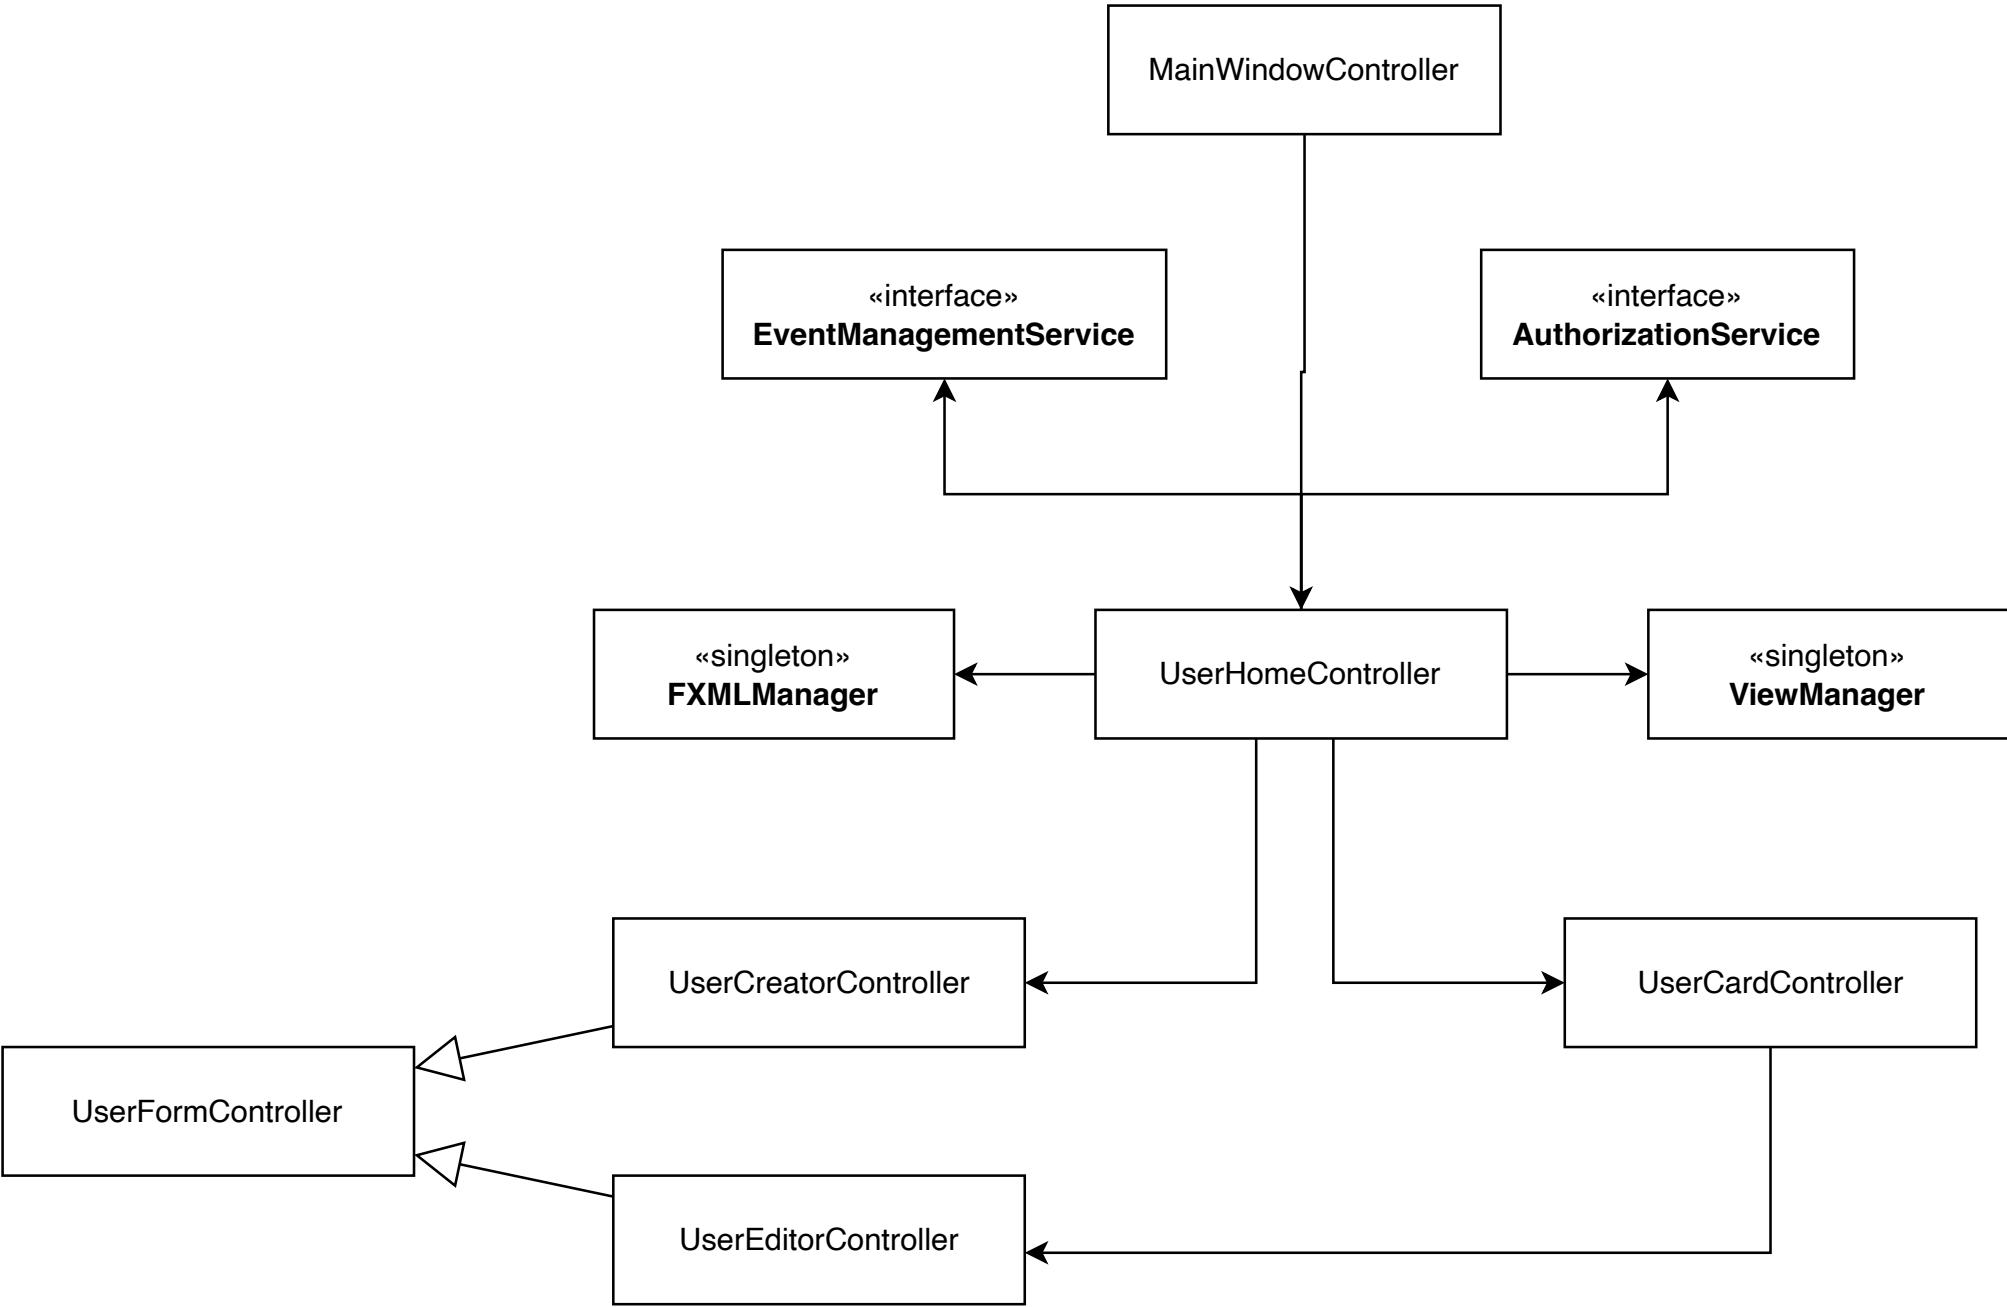 MainWindowController
«interface»
EventManagementService
«interface»
AuthorizationService
«singleton»
FXMLManager
UserHomeController
«singleton»
ViewManager
UserCreatorController
UserCardController
UserFormController
UserEditorController